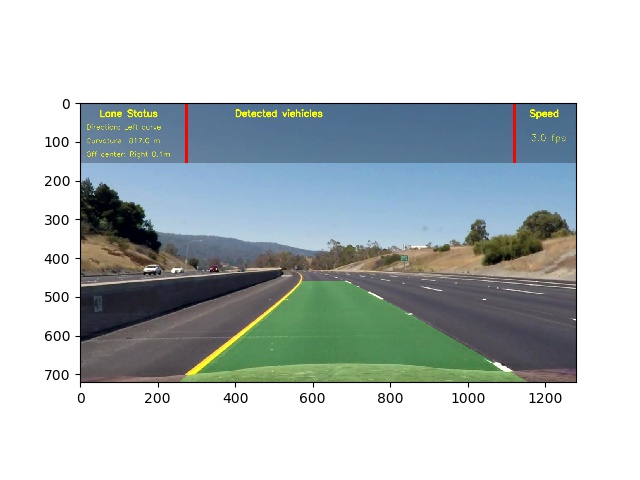 Lane Status
Detected viehicles
Speed
Direction: Left curve
Curvature: 817.0 m
Off center: Right 0.1m
3.0 fps
0
100
200
300
400
500
600
700
0
200
400
600
800
1000
1200